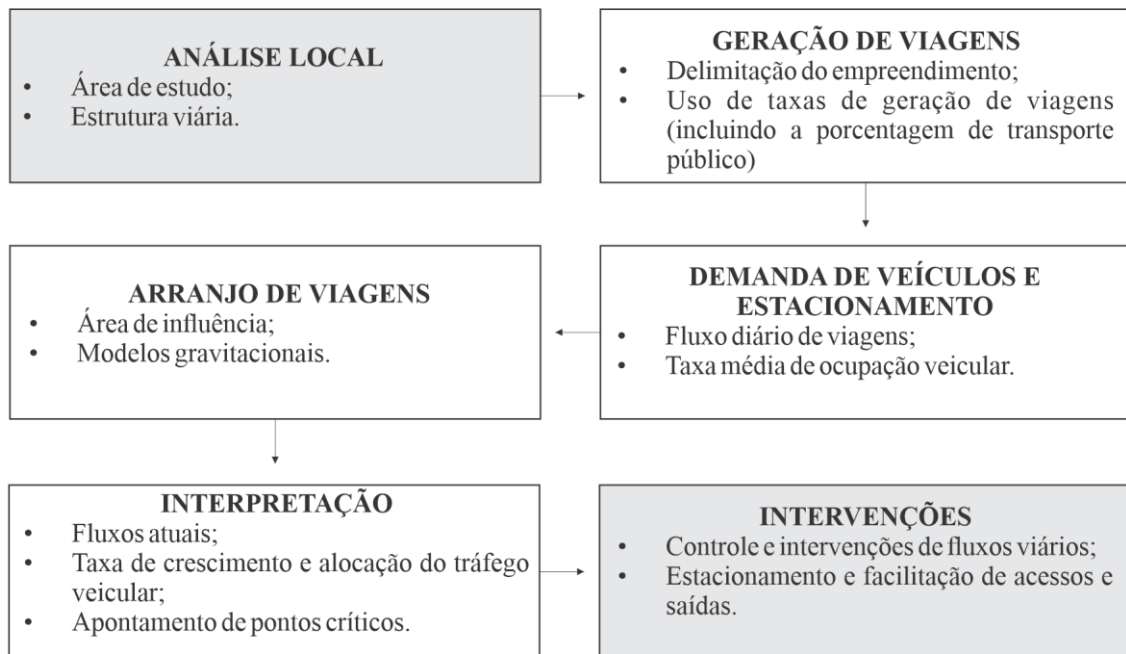 ANÁLISE LOCAL
• Área de estudo;
• Estrutura viária.
GERAÇÃO DE VIAGENS
• Delimitação do empreendimento;
• Uso de taxas de geração de viagens
(incluindo a porcentagem de transporte
público)
DEMANDA DE VEÍCULOS E
ESTACIONAMENTO
• Fluxo diário de viagens;
• Taxa média de ocupação veicular.
ARRANJO DE VIAGENS
• Área de influência;
• Modelos gravitacionais.
INTERPRETAÇÃO
• Fluxos atuais;
• Taxa de crescimento e alocação do tráfego
veicular;
• Apontamento de pontos críticos.
INTERVENÇÕES
• Controle e intervenções de fluxos viários;
• Estacionamento e facilitação de acessos e
saídas.